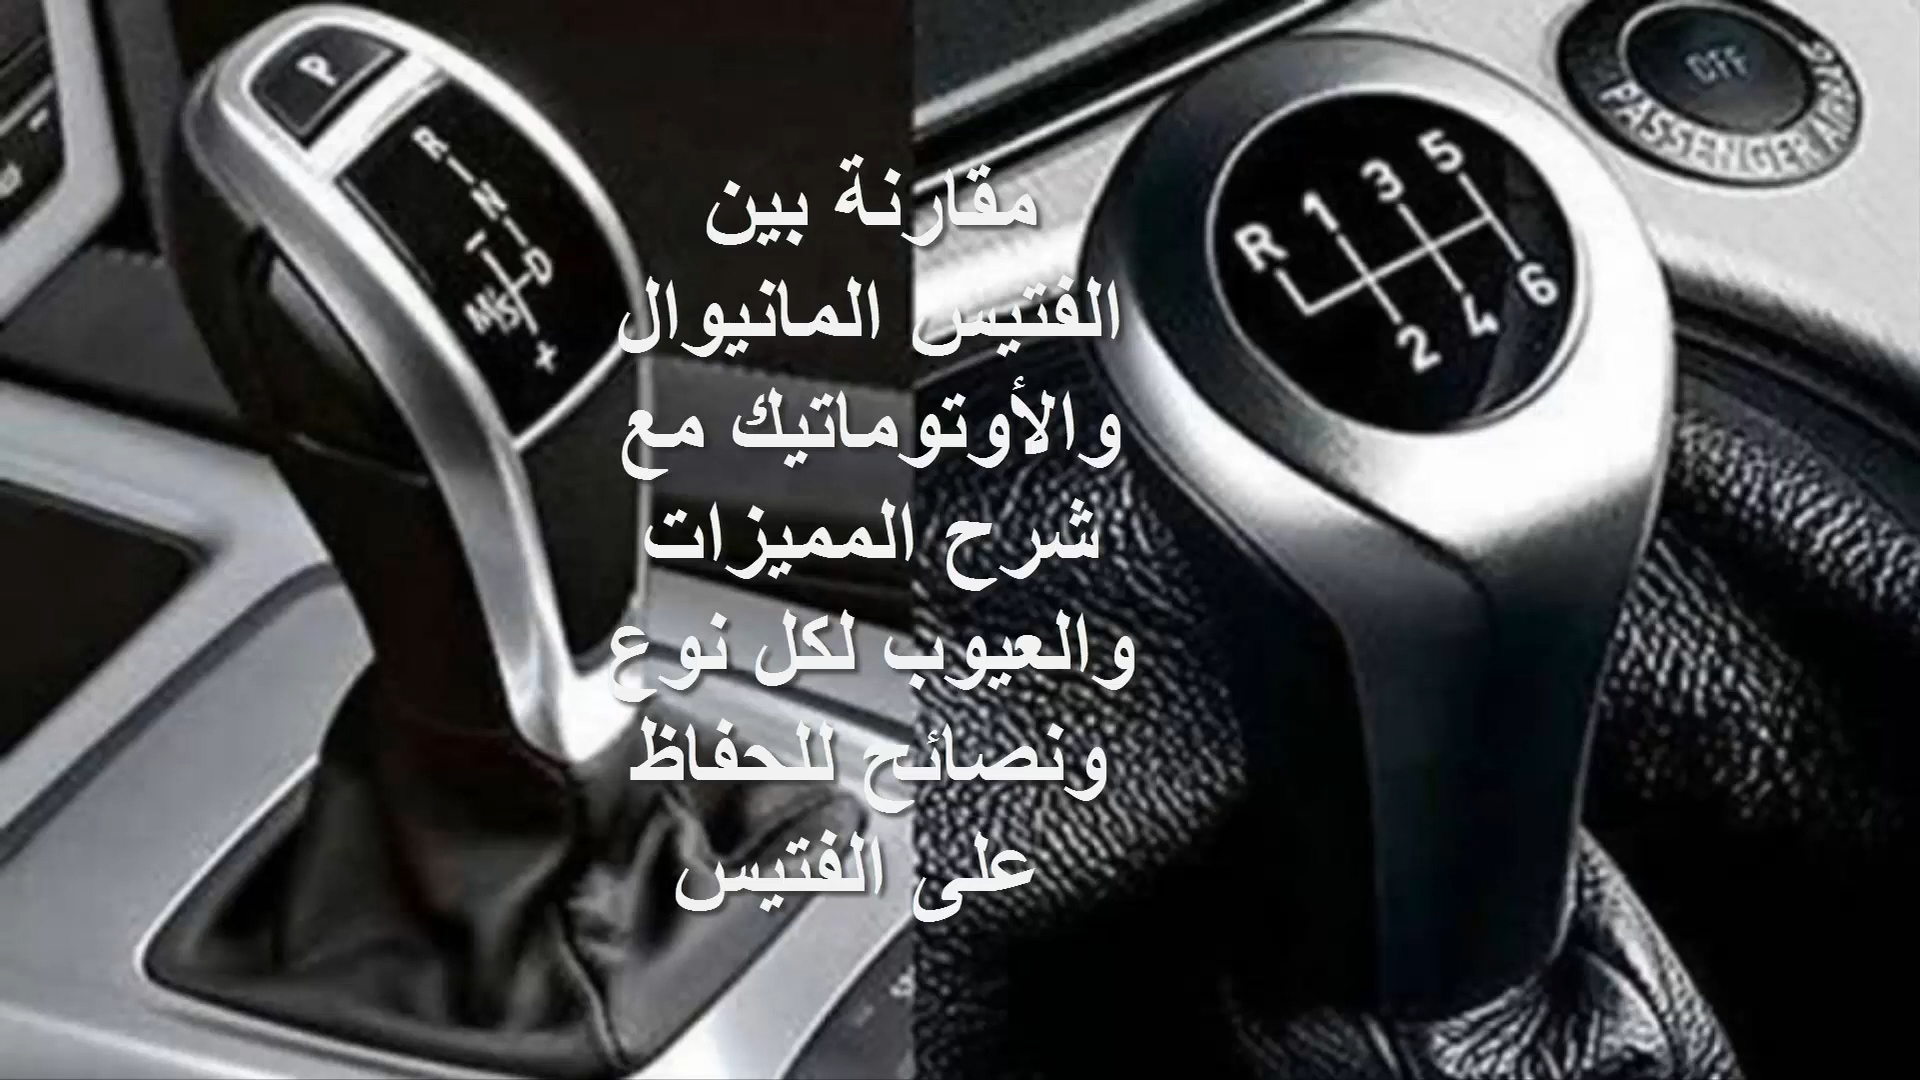 مقارنة بين
الفتيس المانيوال
والأوتوماتيك مع
شرح المميزات
والعيوب لكل نوع
ونصائح للحفاظ
على الفتيس
P
R
N
D
M/S
+
R 1 3 5
2 4 6
OFF
PASSENGER AIRBAG